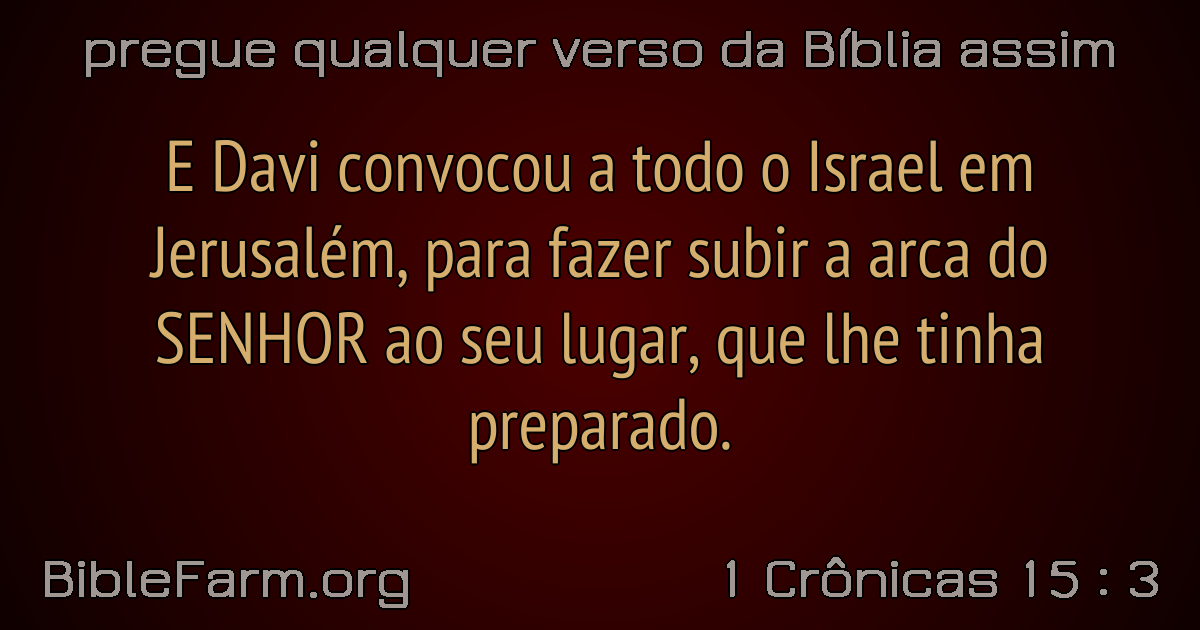 pregue qualquer verso da Bíblia assim
E Davi convocou a todo o Israel em
Jerusalém, para fazer subir a arca do
SENHOR ao seu lugar, que lhe tinha
preparado.
BibleFarm.org
1 Crônicas 15 : 3